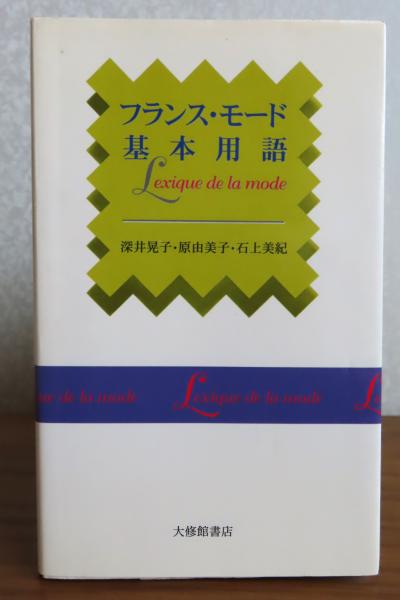 フランス・モード
基本用語
Lexique de la mode
深井晃子・原由美子・石上美紀
ue de la mode Lexique de la mode Le
大修館書店